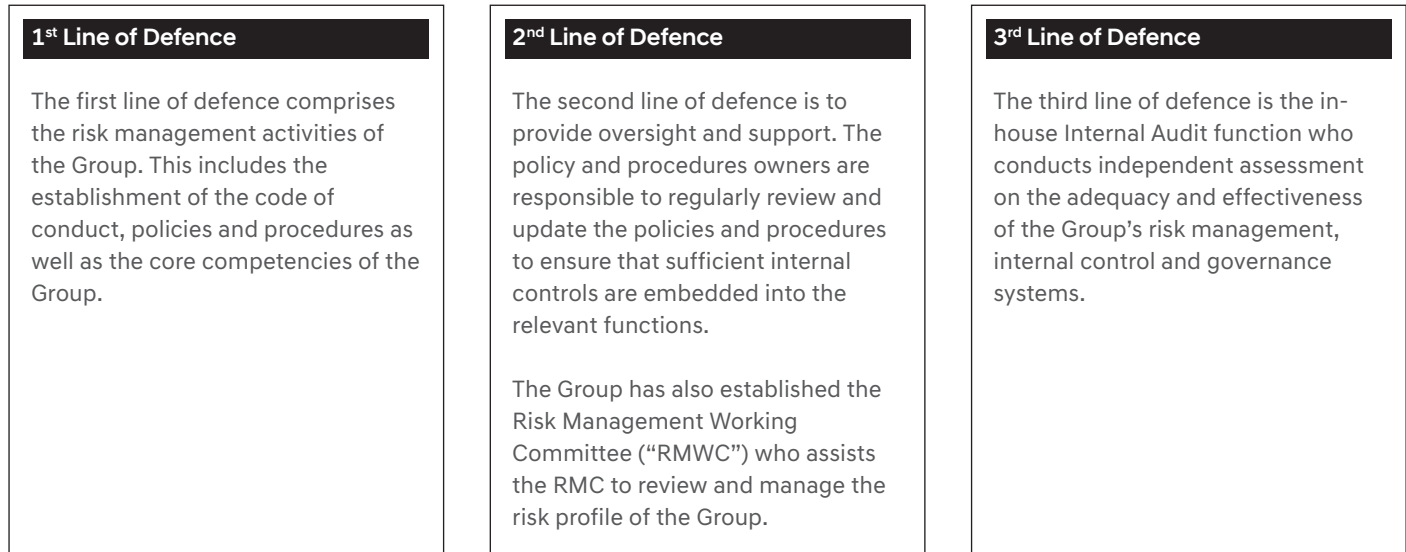 1st Line of Defence
The first line of defence comprises
the risk management activities of
the Group. This includes the
establishment of the code of
conduct, policies and procedures as
well as the core competencies of the
Group.
2nd Line of Defence
The second line of defence is to
provide oversight and support. The
policy and procedures owners are
responsible to regularly review and
update the policies and procedures
to ensure that sufficient internal
controls are embedded into the
relevant functions.
The Group has also established the
Risk Management Working
Committee (“RMWC”) who assists
the RMC to review and manage the
risk profile of the Group.
3rd Line of Defence
The third line of defence is the in-
house Internal Audit function who
conducts independent assessment
on the adequacy and effectiveness
of the Group’s risk management,
internal control and governance
systems.